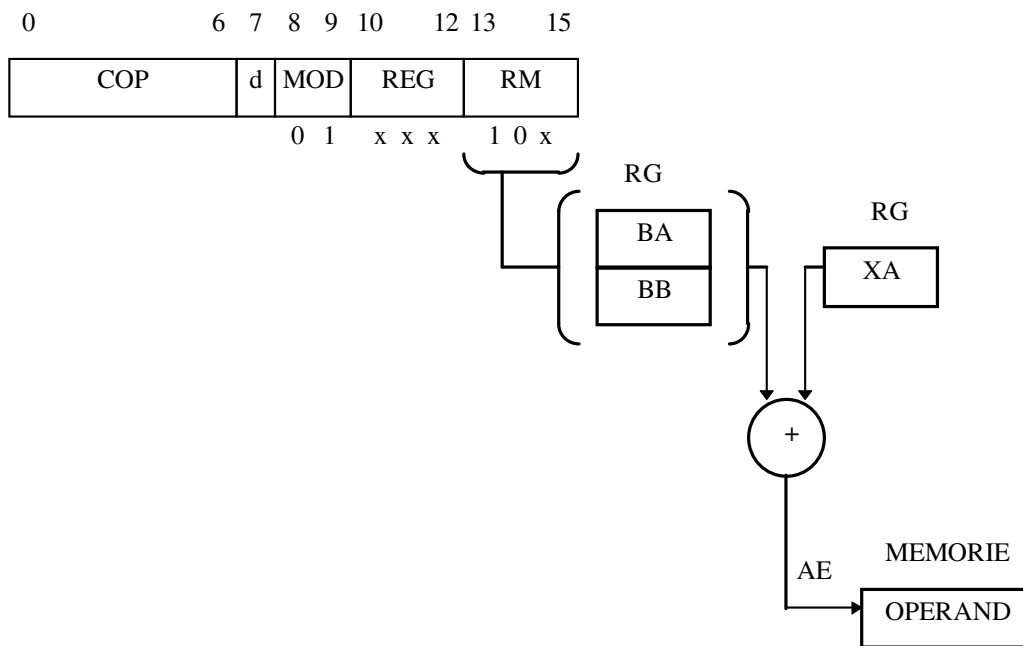 0 6 7 8 9 10 12 13 15
COP d MOD REG RM
0 1 x x x 1 0 x
RG
RG
BA
XA
BB
+
MEMORIE
AE
OPERAND